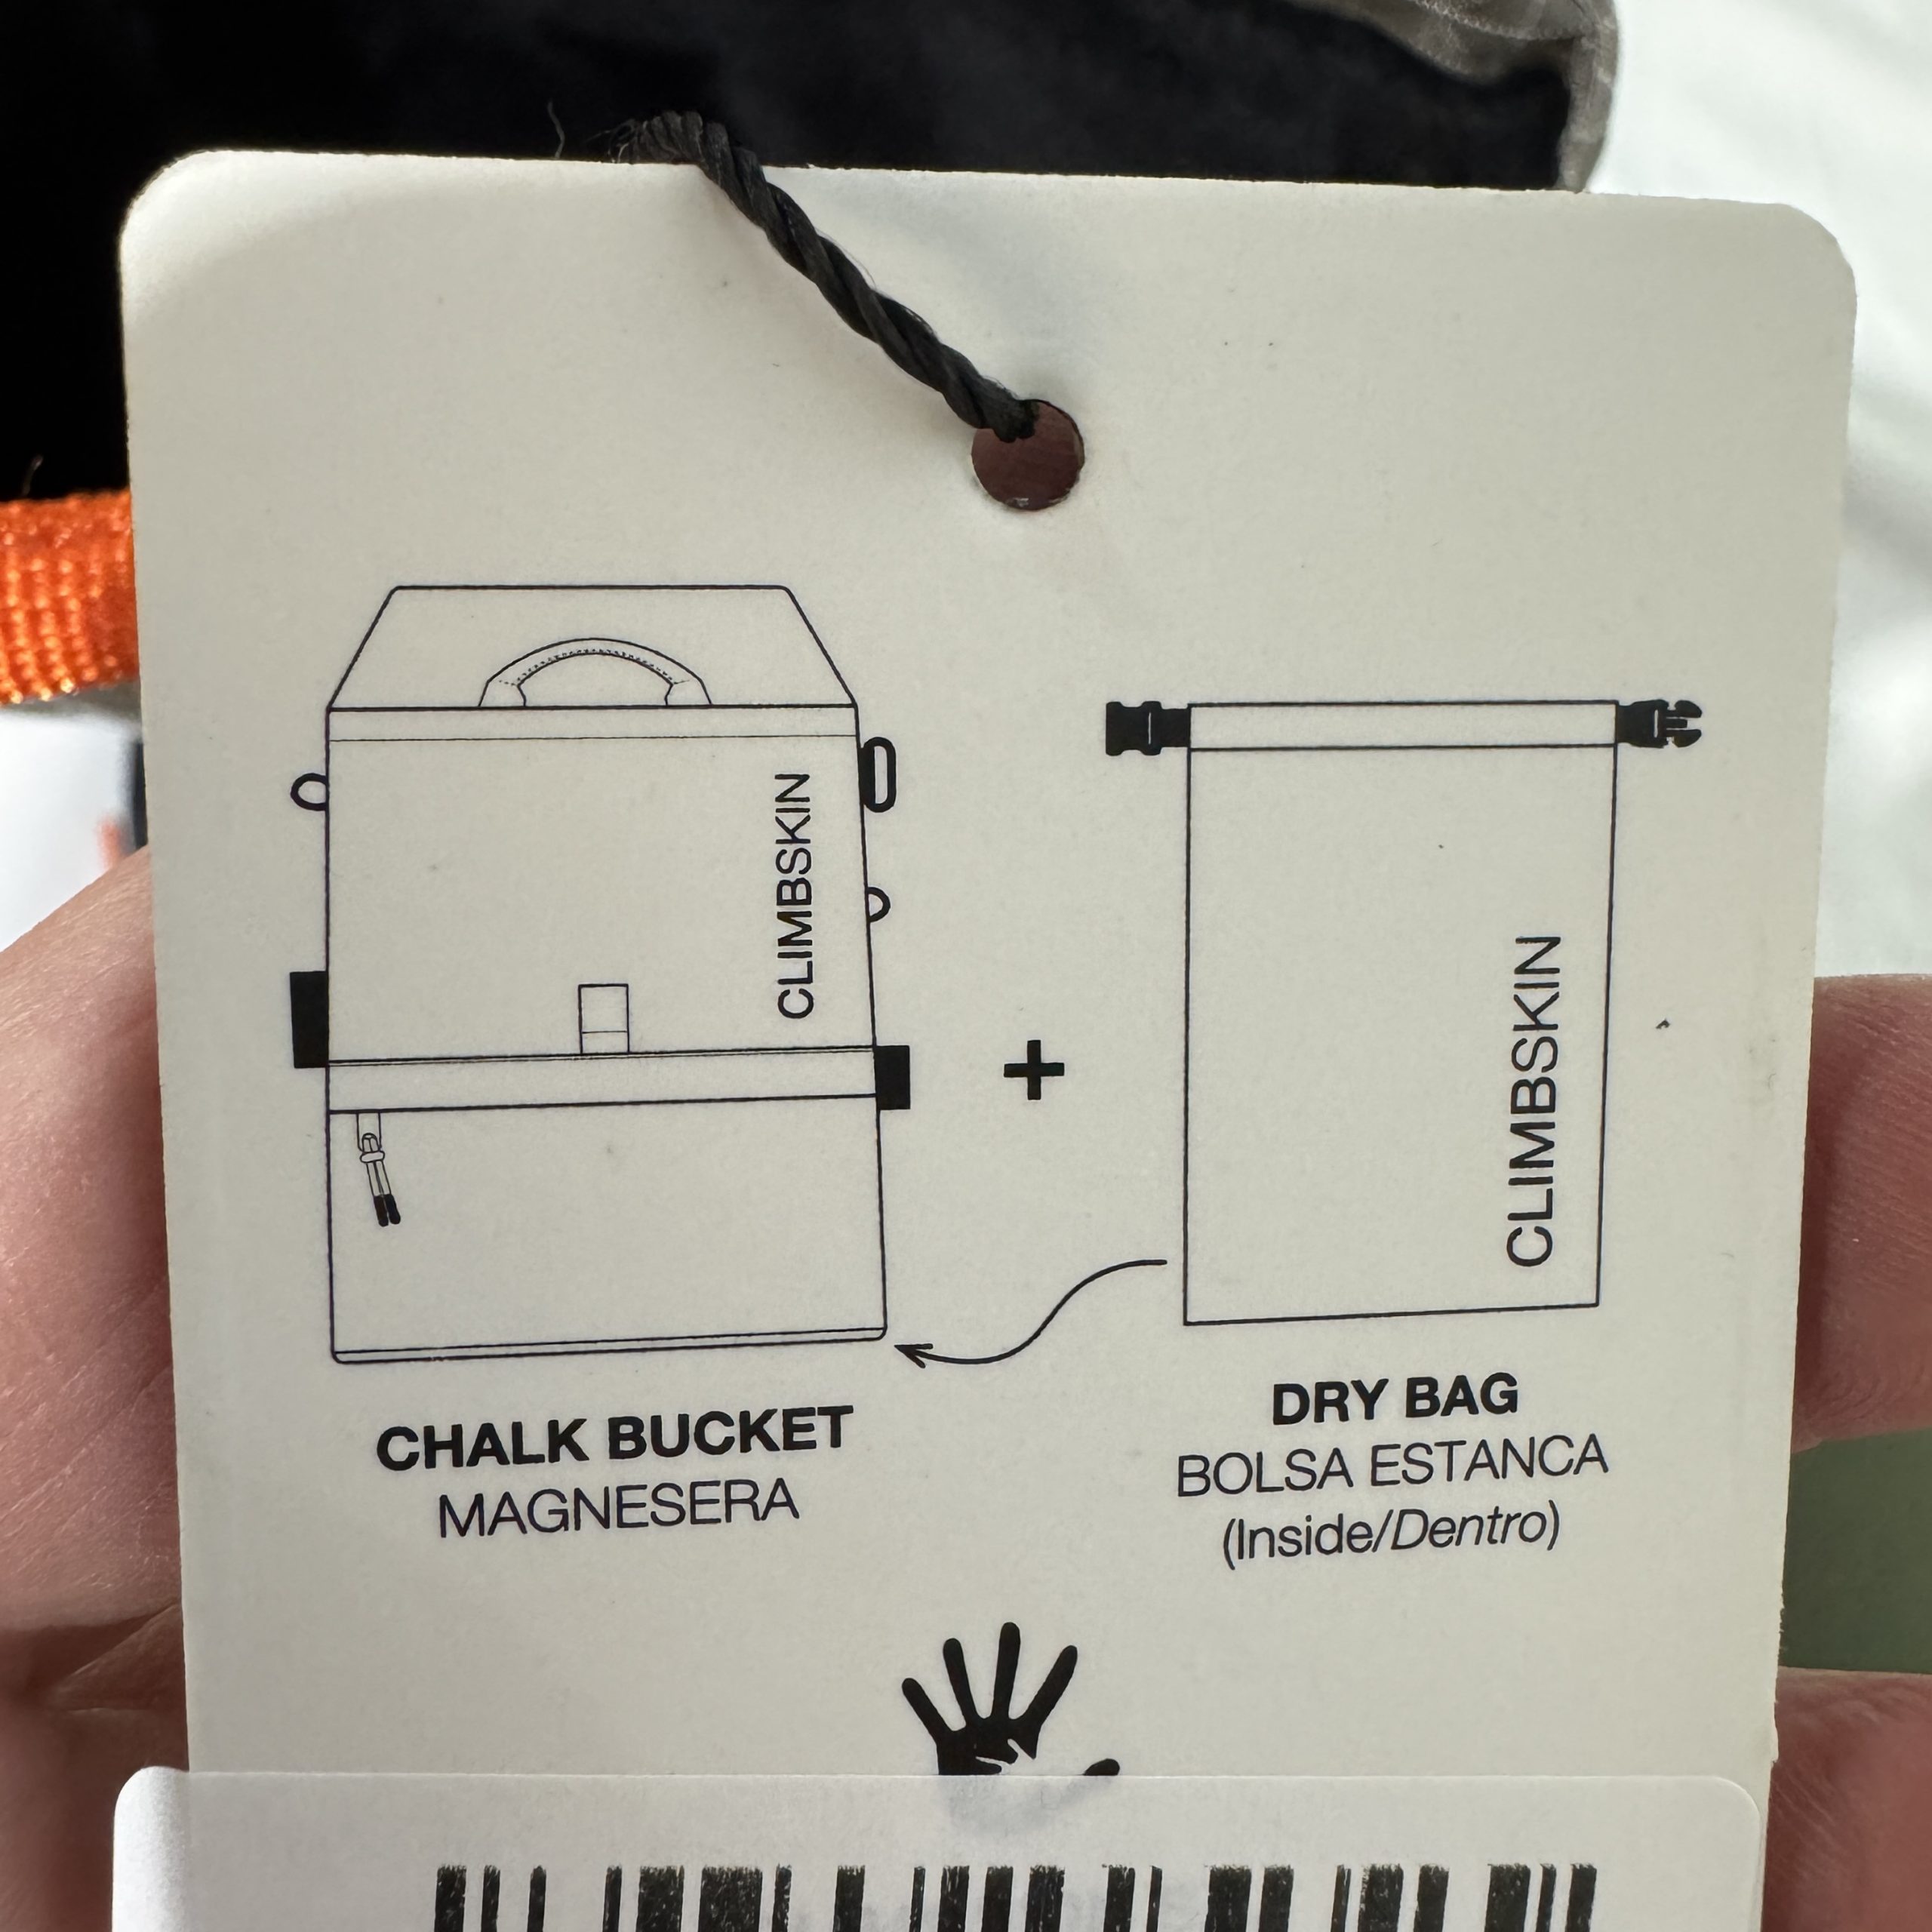 CLIMBSKIN
CLIMBSKIN
+
CHALK BUCKET
MAGNESERA
DRY BAG
BOLSA ESTANCA
(Inside/Dentro)